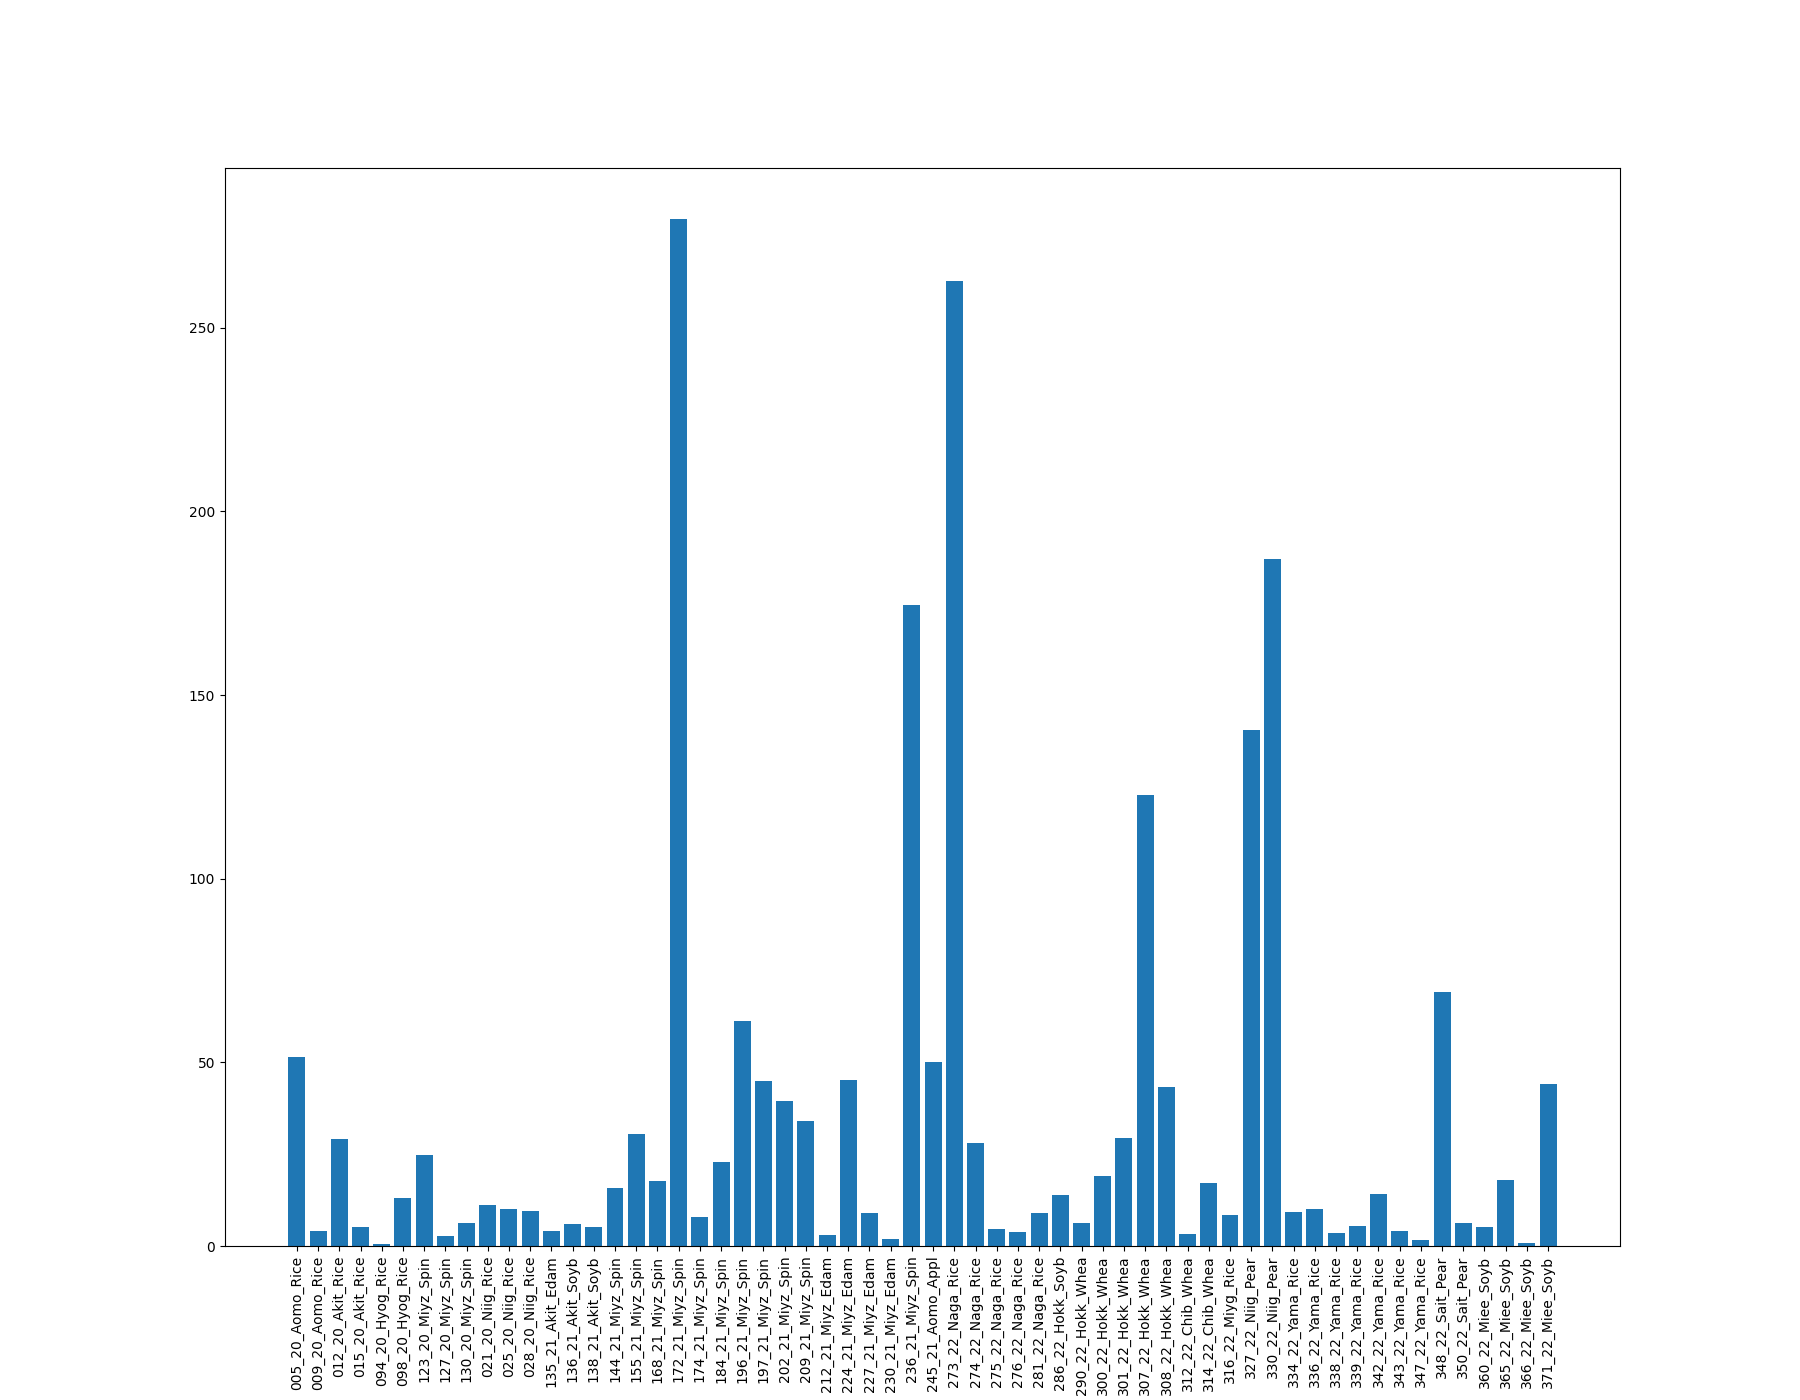 250
200
150
100
50
0
005_20_Aomo_Rice
009_20_Aomo_Rice
012_20_Akit_Rice
015_20_Akit_Rice
094_20_Hyog_Rice
098_20_Hyog_Rice
123_20_Miyz_Spin
127_20_Miyz_Spin
130_20_Miyz_Spin
021_20_Niig_Rice
025_20_Niig_Rice
028_20_Niig_Rice
135_21_Akit_Edam
136_21_Akit_Soyb
138_21_Akit_Soyb
144_21_Miyz_Spin
155_21_Miyz_Spin
168_21_Miyz_Spin
172_21_Miyz_Spin
174_21_Miyz_Spin
184_21_Miyz_Spin
196_21_Miyz_Spin
197_21_Miyz_Spin
202_21_Miyz_Spin
209_21_Miyz_Spin
212_21_Miyz_Edam
224_21_Miyz_Edam
227_21_Miyz_Edam
230_21_Miyz_Edam
236_21_Miyz_Spin
245_21_Aomo_Appl
273_22_Naga_Rice
274_22_Naga_Rice
275_22_Naga_Rice
276_22_Naga_Rice
281_22_Naga_Rice
286_22_Hokk_Soyb
290_22_Hokk_Whea
300_22_Hokk_Whea
301_22_Hokk_Whea
307_22_Hokk_Whea
308_22_Hokk_Whea
312_22_Chib_Whea
314_22_Chib_Whea
316_22_Miyg_Rice
327_22_Niig_Pear
330_22_Niig_Pear
334_22_Yama_Rice
336_22_Yama_Rice
338_22_Yama_Rice
339_22_Yama_Rice
342_22_Yama_Rice
343_22_Yama_Rice
347_22_Yama_Rice
348_22_Sait_Pear
350_22_Sait_Pear
360_22_Miee_Soyb
365_22_Miee_Soyb
366_22_Miee_Soyb
371_22_Miee_Soyb